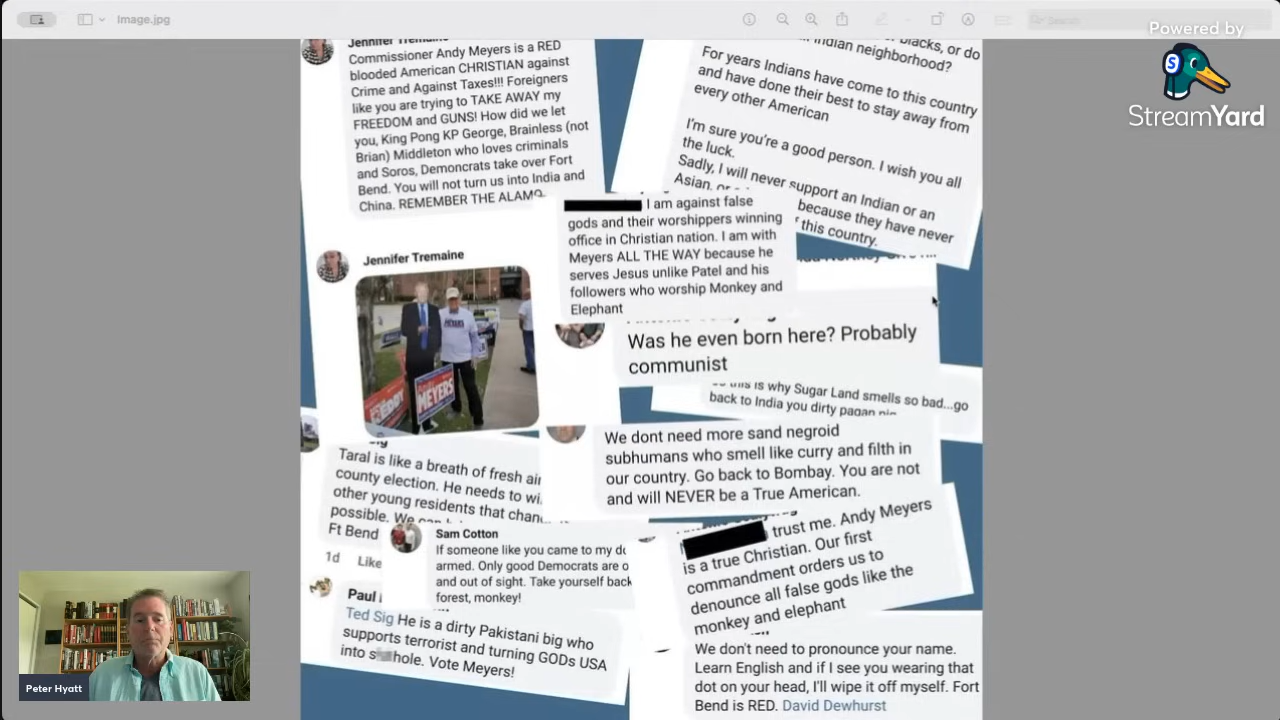 Image.jpg
Search
Powered by
StreamYard
Jennifer Tremaine
Commissioner Andy Meyers is a RED
blooded American CHRISTIAN against
Crime and Against Taxes!!! Foreigners
like you are trying to TAKE AWAY my
FREEDOM and GUNS! How did we let
you, King Pong KP George, Brainless (not
Brian) Middleton who loves criminals
and Soros, Demoncrats take over Fort
Bend. You will not turn us into India and
China. REMEMBER THE ALAMO.
blacks, or do
Indian neighborhood?
For years Indians have come to this country
and have done their best to stay away from
every other American
I'm sure you're a good person. I wish you all
the luck.
Sadly, I will never support an Indian or an
Asian, or
because they have never
this country.
I am against false
gods and their worshippers winning
office in Christian nation. I am with
Meyers ALL THE WAY because he
serves Jesus unlike Patel and his
followers who worship Monkey and
Elephant
Jennifer Tremaine
MEYERS
Was he even born here? Probably
communist
this is why Sugar Land smells so bad...go
back to India you dirty pagan
We dont need more sand negroid
subhumans who smell like curry and filth in
our country. Go back to Bombay. You are not
and will NEVER be a True American.
Taral is like a breath of fresh air
county election. He needs to wi
other young residents that chan
possible. We
Ft Bend
1d Like
Sam Cotton
If someone like you came to my do
armed. Only good Democrats are o
and out of sight. Take yourself back
forest, monkey!
trust me. Andy Meyers
is a true Christian. Our first
commandment orders us to
denounce all false gods like the
monkey and elephant
Paul
Ted Sig He is a dirty Pakistani big who
supports terrorist and turning GODs USA
into s hole. Vote Meyers!
We don't need to pronounce your name.
Learn English and if I see you wearing that
dot on your head, I'll wipe it off myself. Fort
Bend is RED. David Dewhurst
Peter Hyatt